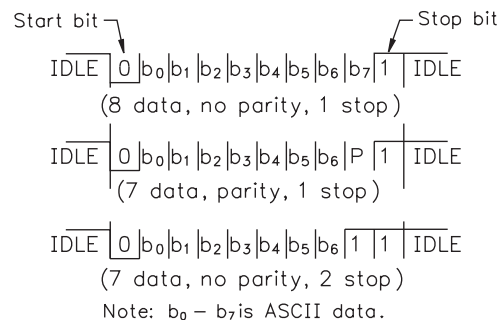 Start bit Stop bit
IDLE 0 b₀ b₁ b₂ b₃ b₄ b₅ b₆ b₇ 1 IDLE
(8 data, no parity, 1 stop)
IDLE 0 b₀ b₁ b₂ b₃ b₄ b₅ b₆ P 1 IDLE
(7 data, parity, 1 stop)
IDLE 0 b₀ b₁ b₂ b₃ b₄ b₅ b₆ 1 1 IDLE
(7 data, no parity, 2 stop)
Note: b₀ – b₇ is ASCII data.